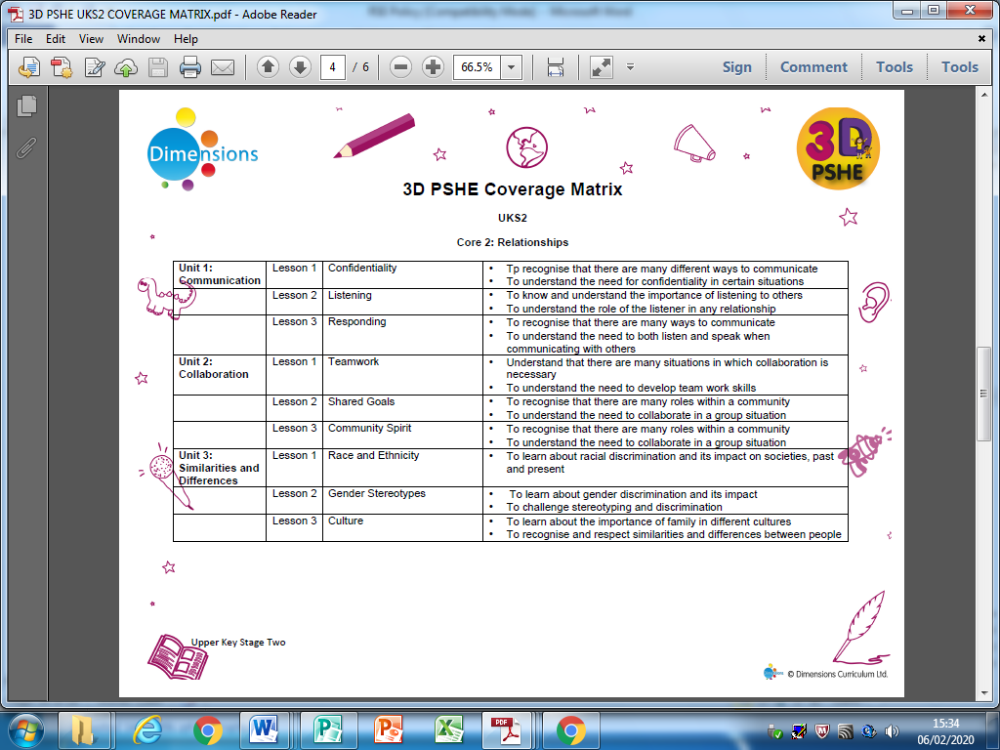 3D PSHE UKS2 COVERAGE MATRIX.pdf - Adobe Reader
PSE Policy (Compatibility Mode) - Microsoft Word
File Edit View Window Help
4 / 6 66.5% Sign Comment Tools Tools
Dimensions
3D
PSHE
3D PSHE Coverage Matrix
UKS2
Core 2: Relationships
Unit 1: Lesson 1 Confidentiality • Tp recognise that there are many different ways to communicate
Communication • To understand the need for confidentiality in certain situations
Lesson 2 Listening • To know and understand the importance of listening to others
• To understand the role of the listener in any relationship
Lesson 3 Responding • To recognise that there are many ways to communicate
• To understand the need to both listen and speak when
communicating with others
Unit 2: Lesson 1 Teamwork • Understand that there are many situations in which collaboration is
Collaboration necessary
• To understand the need to develop team work skills
Lesson 2 Shared Goals • To recognise that there are many roles within a community
• To understand the need to collaborate in a group situation
Lesson 3 Community Spirit • To recognise that there are many roles within a community
• To understand the need to collaborate in a group situation
Unit 3: Lesson 1 Race and Ethnicity • To learn about racial discrimination and its impact on societies, past
Similarities and and present
Differences
Lesson 2 Gender Stereotypes • To learn about gender discrimination and its impact
• To challenge stereotyping and discrimination
Lesson 3 Culture • To learn about the importance of family in different cultures
• To recognise and respect similarities and differences between people
Upper Key Stage Two
© Dimensions Curriculum Ltd.
PDF
15:34
06/02/2020